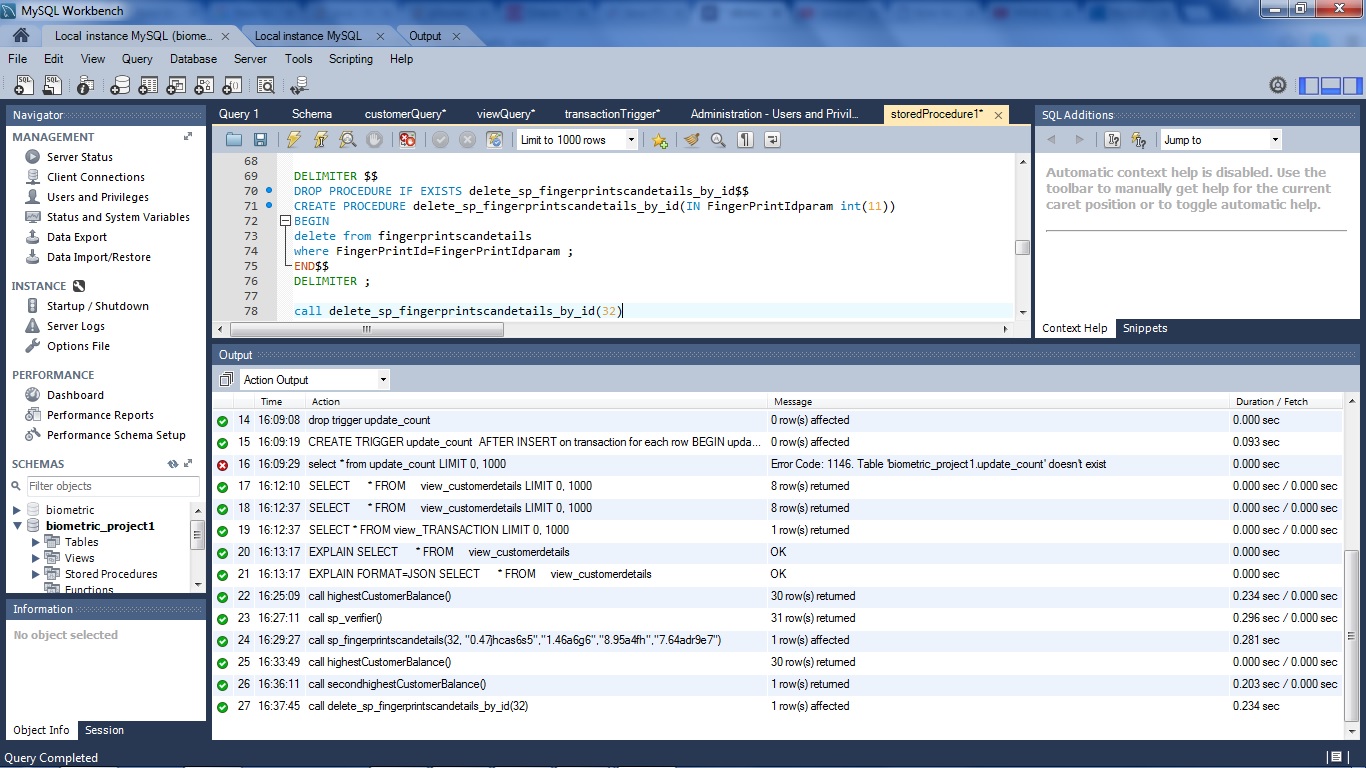 MySQL Workbench
Local instance MySQL (biome... ×
Local instance MySQL ×
Output ×
File Edit View Query Database Server Tools Scripting Help
Navigator
MANAGEMENT
Server Status
Client Connections
Users and Privileges
Status and System Variables
Data Export
Data Import/Restore
INSTANCE
Startup / Shutdown
Server Logs
Options File
PERFORMANCE
Dashboard
Performance Reports
Performance Schema Setup
SCHEMAS
Filter objects
biometric
biometric_project1
Tables
Views
Stored Procedures
Functions
Information
No object selected
Object Info Session
Query 1 Schema customerQuery* viewQuery* transactionTrigger* Administration - Users and Privil... storedProcedure1* ×
Limit to 1000 rows
68
69 DELIMITER $$
70 DROP PROCEDURE IF EXISTS delete_sp_fingerprintscandetails_by_id$$
71 CREATE PROCEDURE delete_sp_fingerprintscandetails_by_id(IN FingerPrintIdparam int(11))
72 BEGIN
73 delete from fingerprintscandetails
74 where FingerPrintId=FingerPrintIdparam ;
75 END$$
76 DELIMITER ;
77
78 call delete_sp_fingerprintscandetails_by_id(32)
SQL Additions
Jump to
Automatic context help is disabled. Use the
toolbar to manually get help for the current
caret position or to toggle automatic help.
Context Help Snippets
Output
Action Output
Time Action Message Duration / Fetch
14 16:09:08 drop trigger update_count 0 row(s) affected 0.000 sec
15 16:09:19 CREATE TRIGGER update_count AFTER INSERT on transaction for each row BEGIN upda... 0 row(s) affected 0.093 sec
16 16:09:29 select * from update_count LIMIT 0, 1000 Error Code: 1146. Table 'biometric_project1.update_count' doesn't exist 0.000 sec
17 16:12:10 SELECT * FROM view_customerdetails LIMIT 0, 1000 8 row(s) returned 0.000 sec / 0.000 sec
18 16:12:37 SELECT * FROM view_customerdetails LIMIT 0, 1000 8 row(s) returned 0.000 sec / 0.000 sec
19 16:12:37 SELECT * FROM view_TRANSACTION LIMIT 0, 1000 1 row(s) returned 0.000 sec / 0.000 sec
20 16:13:17 EXPLAIN SELECT * FROM view_customerdetails OK 0.000 sec
21 16:13:17 EXPLAIN FORMAT=JSON SELECT * FROM view_customerdetails OK 0.000 sec
22 16:25:09 call highestCustomerBalance() 30 row(s) returned 0.234 sec / 0.000 sec
23 16:27:11 call sp_verifier() 31 row(s) returned 0.296 sec / 0.000 sec
24 16:29:27 call sp_fingerprintscandetails(32, "0.47jhcas6s5","1.46a6g6","8.95a4fh","7.64adr9e7") 1 row(s) affected 0.281 sec
25 16:33:49 call highestCustomerBalance() 30 row(s) returned 0.000 sec / 0.000 sec
26 16:36:11 call secondhighestCustomerBalance() 1 row(s) returned 0.203 sec / 0.000 sec
27 16:37:45 call delete_sp_fingerprintscandetails_by_id(32) 1 row(s) affected 0.234 sec
Query Completed